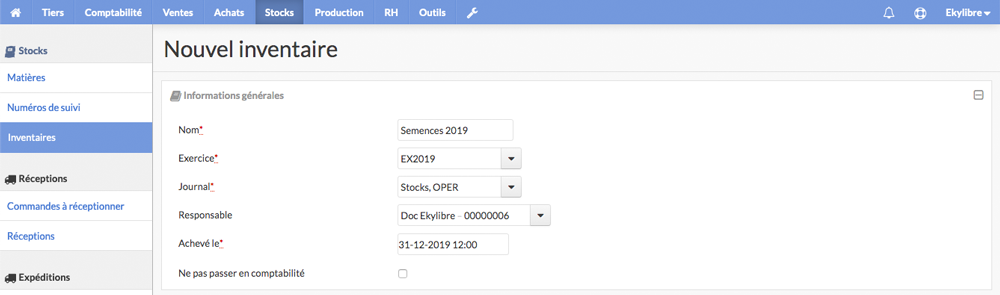 Tiers Comptabilité Ventes Achats Stocks Production RH Outils Ekylibre
Stocks
Matières
Numéros de suivi
Inventaires
Réceptions
Commandes à réceptionner
Réceptions
Expéditions
Nouvel inventaire
Informations générales
Nom* Semences 2019
Exercice* EX2019
Journal* Stocks, OPER
Responsable Doc Ekylibre - 00000006
Achevé le* 31-12-2019 12:00
Ne pas passer en comptabilité